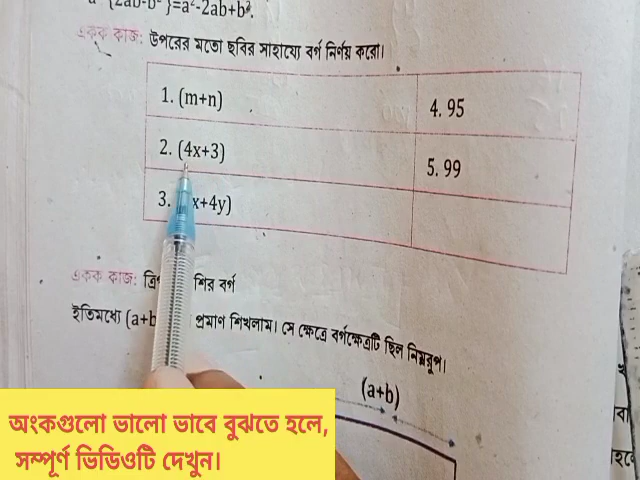 (2ab-b²)=a²-2ab+b².
একক কাজ: উপরের মতো ছবির সাহায্যে বর্গ নির্ণয় করো।
1. (m+n)
4. 95
2. (4x+3)
5. 99
3. x+4y)
একক কাজ: শির বর্গ
ইতিমধ্যে (a+b প্রমাণ শিখলাম। সে ক্ষেত্রে বর্গক্ষেত্রটি ছিল নিম্নরূপ।
(a+b)
অংকগুলো ভালো ভাবে বুঝতে হলে,
সম্পূর্ণ ভিডিওটি দেখুন।